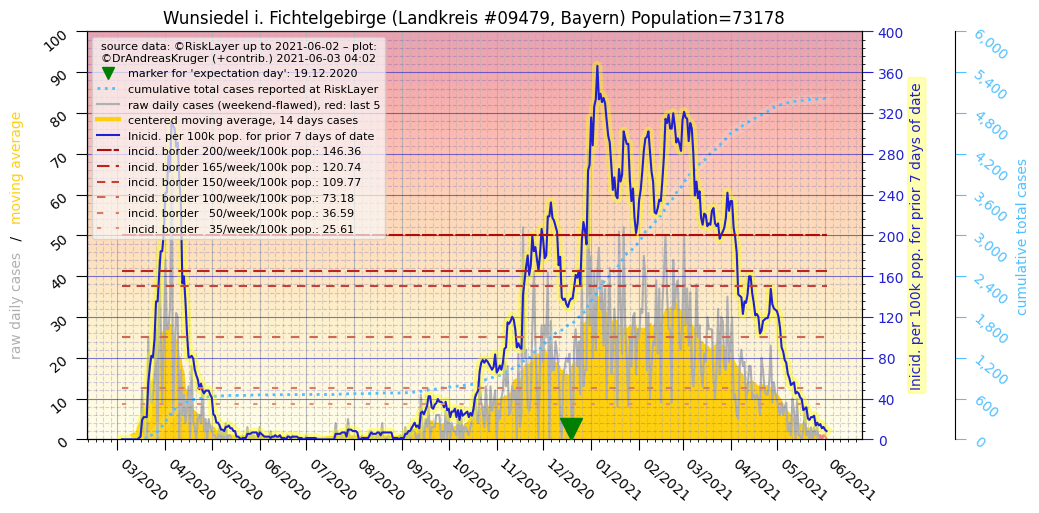 Wunsiedel i. Fichtelgebirge (Landkreis #09479, Bayern) Population=73178
source data: ©RiskLayer up to 2021-06-02 – plot:
©DrAndreasKruger (+contrib.) 2021-06-03 04:02
marker for 'expectation day': 19.12.2020
cumulative total cases reported at RiskLayer
raw daily cases (weekend-flawed), red: last 5
centered moving average, 14 days cases
Inicid. per 100k pop. for prior 7 days of date
incid. border 200/week/100k pop.: 146.36
incid. border 165/week/100k pop.: 120.74
incid. border 150/week/100k pop.: 109.77
incid. border 100/week/100k pop.: 73.18
incid. border 50/week/100k pop.: 36.59
incid. border 35/week/100k pop.: 25.61
raw daily cases / moving average
100
90
80
70
60
50
40
30
20
10
0
400
360
320
280
240
200
160
120
80
40
0
Inicid. per 100k pop. for prior 7 days of date
6,000
5,400
4,800
4,200
3,600
3,000
2,400
1,800
1,200
600
0
cumulative total cases
03/2020
04/2020
05/2020
06/2020
07/2020
08/2020
09/2020
10/2020
11/2020
12/2020
01/2021
02/2021
03/2021
04/2021
05/2021
06/2021